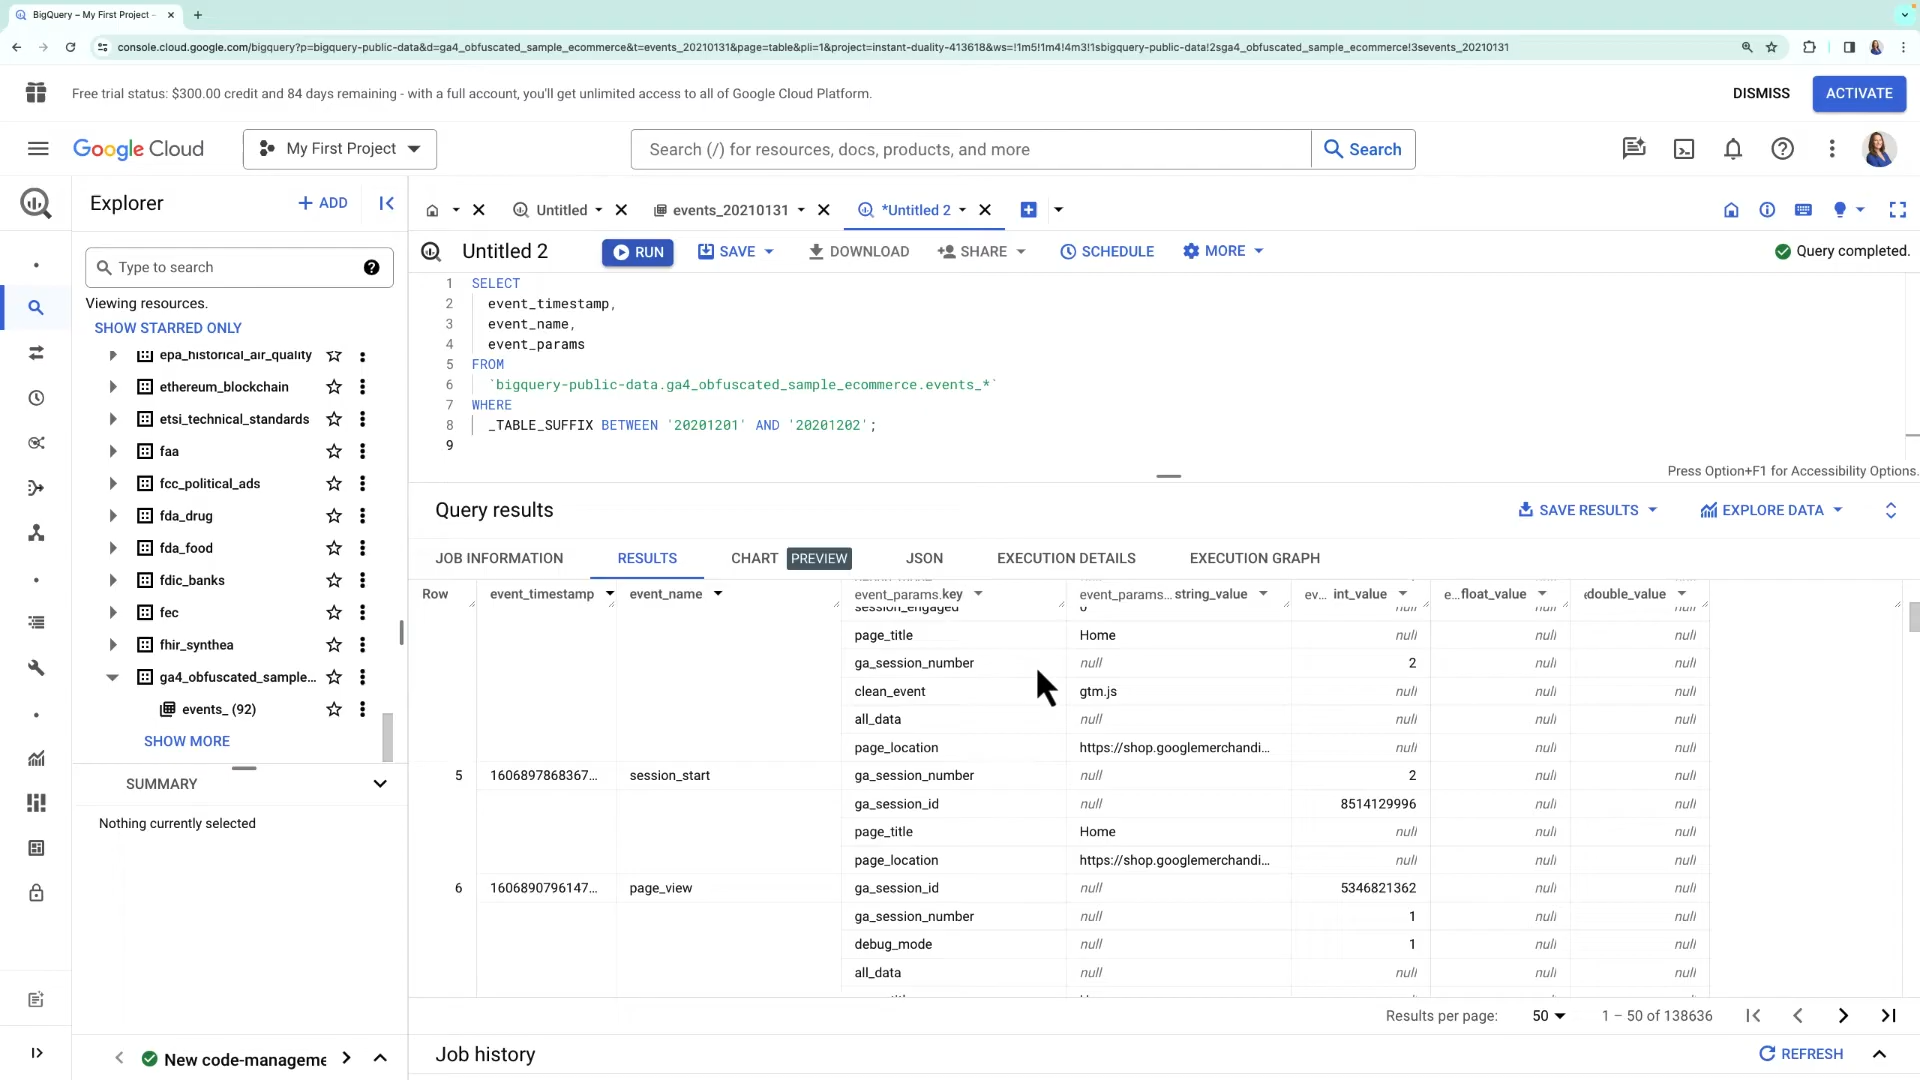 BigQuery – My First Project -
console.cloud.google.com/bigquery?p=bigquery-public-data&d=ga4_obfuscated_sample_ecommerce&t=events_20210131&page=table&pli=1&project=instant-duality-413618&ws=!1m5!1m4!4m3!1sbigquery-public-data!2sga4_obfuscated_sample_ecommerce!3sevents_20210131
Free trial status: $300.00 credit and 84 days remaining - with a full account, you'll get unlimited access to all of Google Cloud Platform.
DISMISS
ACTIVATE
Google Cloud
My First Project
Search (/) for resources, docs, products, and more
Search
Explorer
+ ADD
Untitled
events_20210131
*Untitled 2
Type to search
Viewing resources.
SHOW STARRED ONLY
epa_historical_air_quality
ethereum_blockchain
etsi_technical_standards
faa
fcc_political_ads
fda_drug
fda_food
fdic_banks
fec
fhir_synthea
ga4_obfuscated_sample...
events_ (92)
SHOW MORE
SUMMARY
Nothing currently selected
New code-manageme
Untitled 2
RUN
SAVE
DOWNLOAD
SHARE
SCHEDULE
MORE
Query completed.
1 SELECT
2 event_timestamp,
3 event_name,
4 event_params
5 FROM
6 `bigquery-public-data.ga4_obfuscated_sample_ecommerce.events_*`
7 WHERE
8 _TABLE_SUFFIX BETWEEN '20201201' AND '20201202';
9
Press Option+F1 for Accessibility Options.
Query results
SAVE RESULTS
EXPLORE DATA
JOB INFORMATION
RESULTS
CHART PREVIEW
JSON
EXECUTION DETAILS
EXECUTION GRAPH
Row event_timestamp event_name event_params.key event_params... string_value ev... int_value e...float_value double_value
session_engaged 0 null null null
page_title Home null null null
ga_session_number null 2 null null
clean_event gtm.js null null null
all_data null null null null
page_location https://shop.googlemerchandi... null null null
5 1606897868367... session_start ga_session_number null 2 null null
ga_session_id null 8514129996 null null
page_title Home null null null
page_location https://shop.googlemerchandi... null null null
6 1606890796147... page_view ga_session_id null 5346821362 null null
ga_session_number null 1 null null
debug_mode null 1 null null
all_data null null null null
Results per page: 50 1 – 50 of 138636
Job history
REFRESH